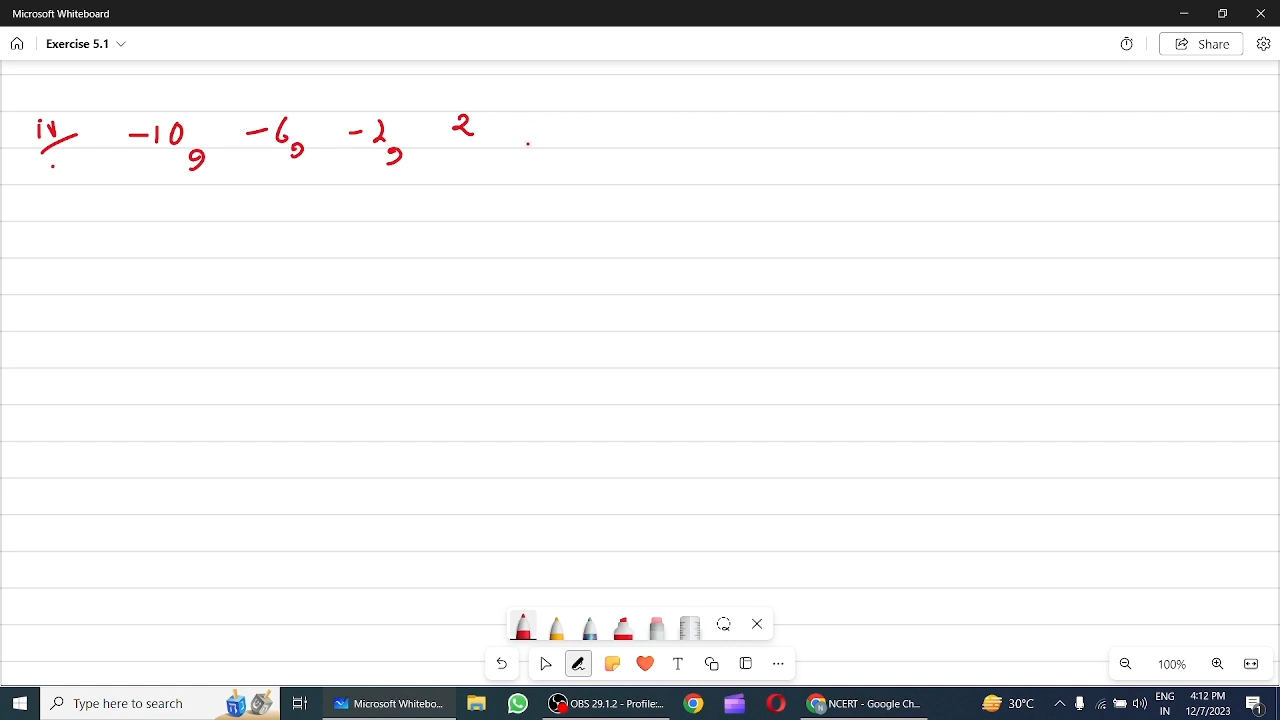 Microsoft Whiteboard
Exercise 5.1
Share
iv -10, -6, -2, 2 .
T
100%
Type here to search
Microsoft Whitebo...
OBS 29.1.2 - Profile:...
NCERT - Google Ch...
30°C
ENG
IN
4:12 PM
12/7/2023